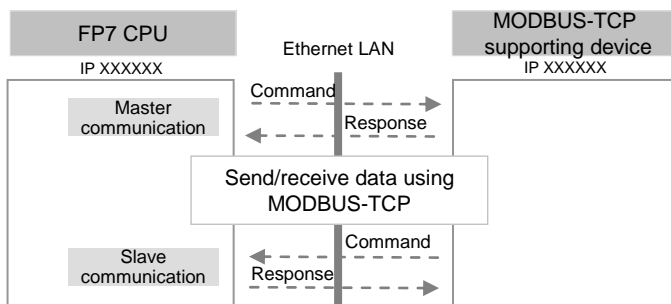 FP7 CPU
Ethernet LAN
MODBUS-TCP
supporting device
IP XXXXXX
IP XXXXXX
Command
Master
communication
Response
Send/receive data using
MODBUS-TCP
Command
Slave
communication
Response